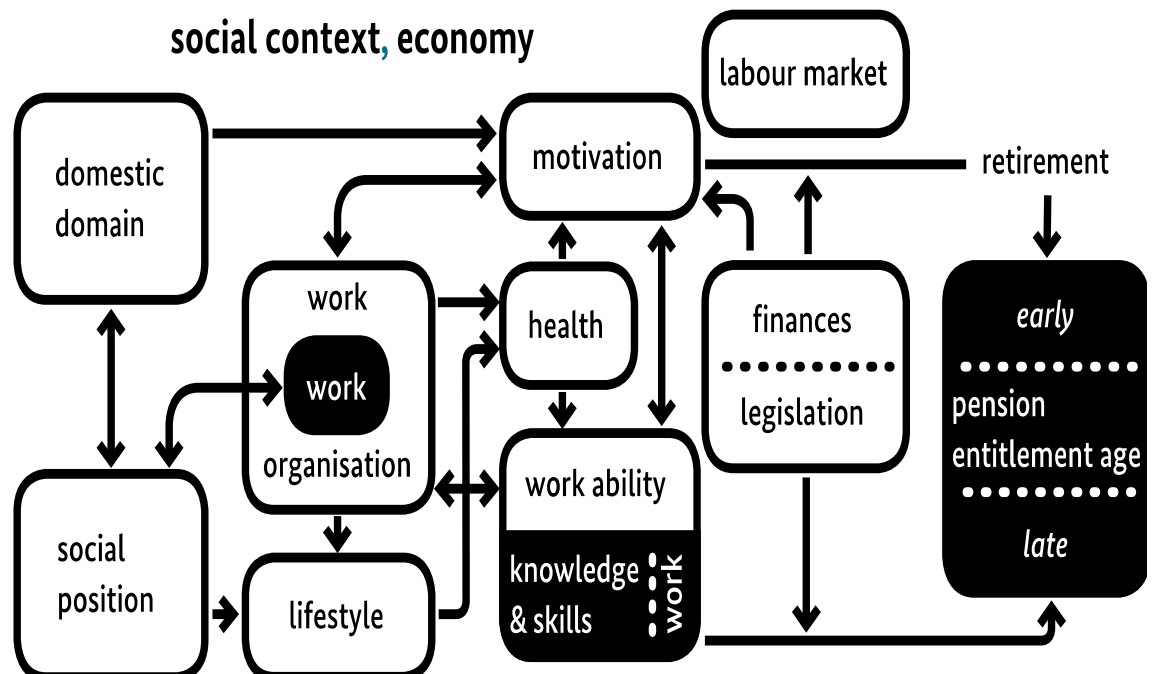 social context, economy
labour market
domestic
domain
motivation
retirement
work
work
organisation
health
finances
legislation
early
pension
entitlement age
late
work ability
knowledge
& skills
work
social
position
lifestyle